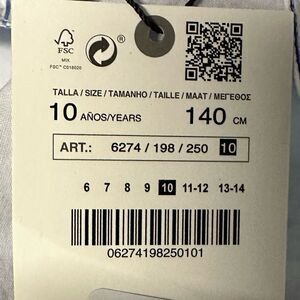 FSC
MIX
FSC™ C018020
TALLA / SIZE / TAMANHO / TAILLE / MAAT / ΜΕΓΕΘΟΣ
10 AÑOS/YEARS 140 CM
ART.: 6274 / 198 / 250 10
6 7 8 9 10 11-12 13-14
06274198250101